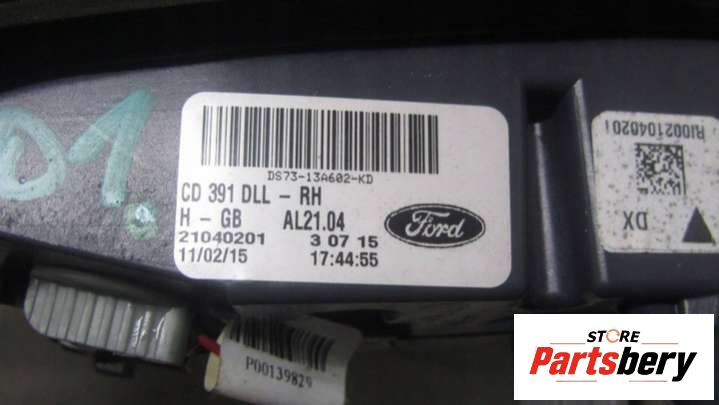 01.
DS73-13A602-KD
CD 391 DLL - RH
H - GB AL21.04
21040201 3 07 15
11/02/15 17:44:55
Ford
RI0021040201
DX
P00139829
STORE
Partsbery